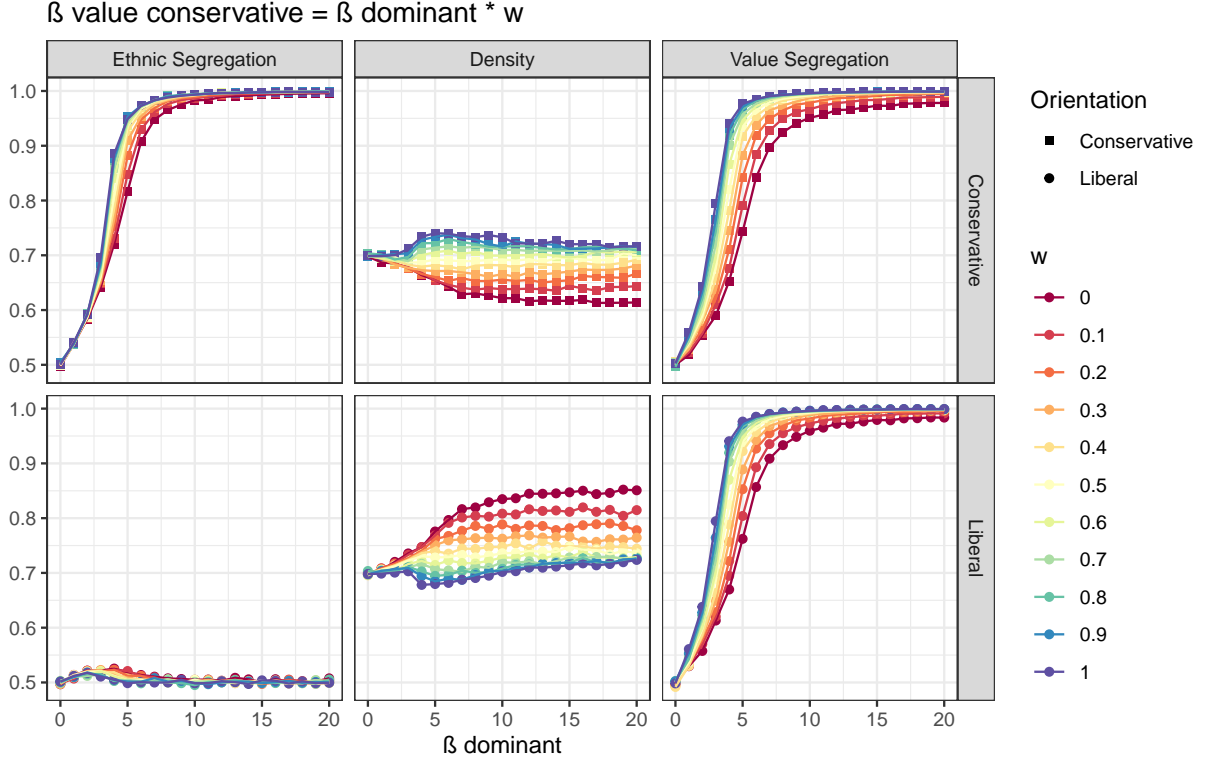 ß value conservative = ß dominant * w
Ethnic Segregation
Density
Value Segregation
1.0
0.9
0.8
0.7
0.6
0.5
Conservative
1.0
0.9
0.8
0.7
0.6
0.5
Liberal
0 5 10 15 20
0 5 10 15 20
0 5 10 15 20
ß dominant
Orientation
Conservative
Liberal
w
0
0.1
0.2
0.3
0.4
0.5
0.6
0.7
0.8
0.9
1